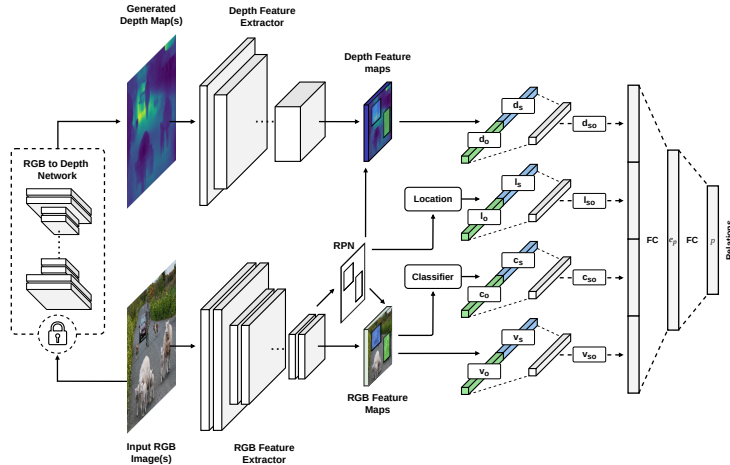 Generated
Depth Map(s)
Depth Feature
Extractor
Depth Feature
maps
RGB to Depth
Network
RPN
Location
Classifier
d_s
d_o
d_so
l_s
l_o
l_so
c_s
c_o
c_so
v_s
v_o
v_so
FC
e_p
FC
p
Relations
Input RGB
Image(s)
RGB Feature
Extractor
RGB Feature
Maps